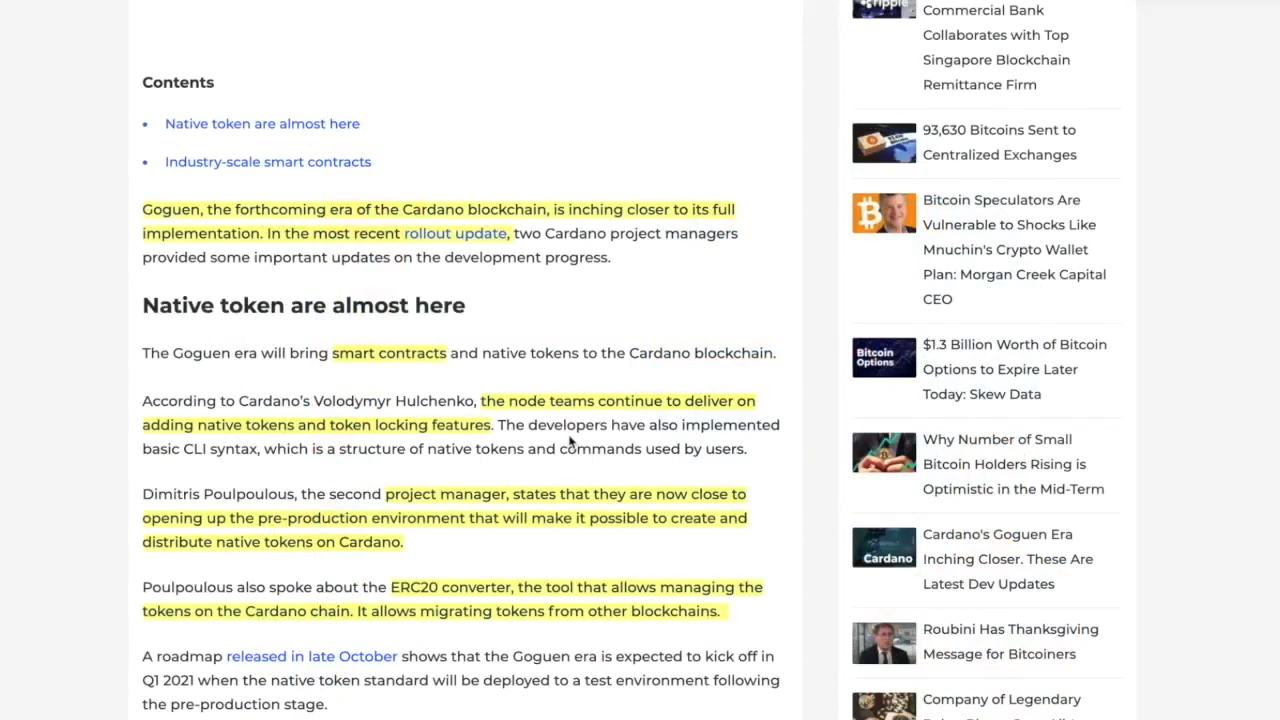 Contents
• Native token are almost here
• Industry-scale smart contracts
Goguen, the forthcoming era of the Cardano blockchain, is inching closer to its full
implementation. In the most recent rollout update, two Cardano project managers
provided some important updates on the development progress.
Native token are almost here
The Goguen era will bring smart contracts and native tokens to the Cardano blockchain.
According to Cardano's Volodymyr Hulchenko, the node teams continue to deliver on
adding native tokens and token locking features. The developers have also implemented
basic CLI syntax, which is a structure of native tokens and commands used by users.
Dimitris Poulpoulous, the second project manager, states that they are now close to
opening up the pre-production environment that will make it possible to create and
distribute native tokens on Cardano.
Poulpoulous also spoke about the ERC20 converter, the tool that allows managing the
tokens on the Cardano chain. It allows migrating tokens from other blockchains.
A roadmap released in late October shows that the Goguen era is expected to kick off in
Q1 2021 when the native token standard will be deployed to a test environment following
the pre-production stage.
ripple
Commercial Bank
Collaborates with Top
Singapore Blockchain
Remittance Firm
93,630 Bitcoins Sent to
Centralized Exchanges
Bitcoin Speculators Are
Vulnerable to Shocks Like
Mnuchin's Crypto Wallet
Plan: Morgan Creek Capital
CEO
Bitcoin
Options
$1.3 Billion Worth of Bitcoin
Options to Expire Later
Today: Skew Data
Why Number of Small
Bitcoin Holders Rising is
Optimistic in the Mid-Term
Cardano
Cardano's Goguen Era
Inching Closer. These Are
Latest Dev Updates
Roubini Has Thanksgiving
Message for Bitcoiners
Company of Legendary